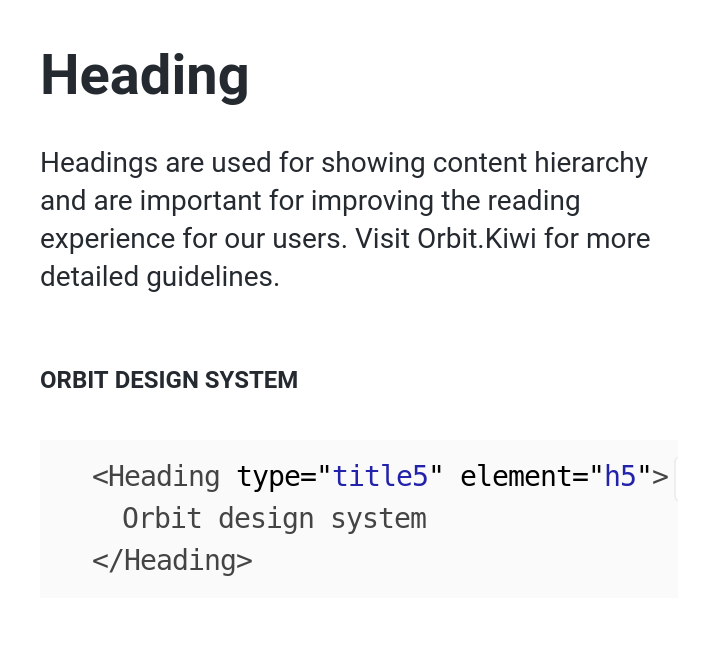 Heading
Headings are used for showing content hierarchy
and are important for improving the reading
experience for our users. Visit Orbit.Kiwi for more
detailed guidelines.
ORBIT DESIGN SYSTEM
<Heading type="title5" element="h5">
  Orbit design system
</Heading>